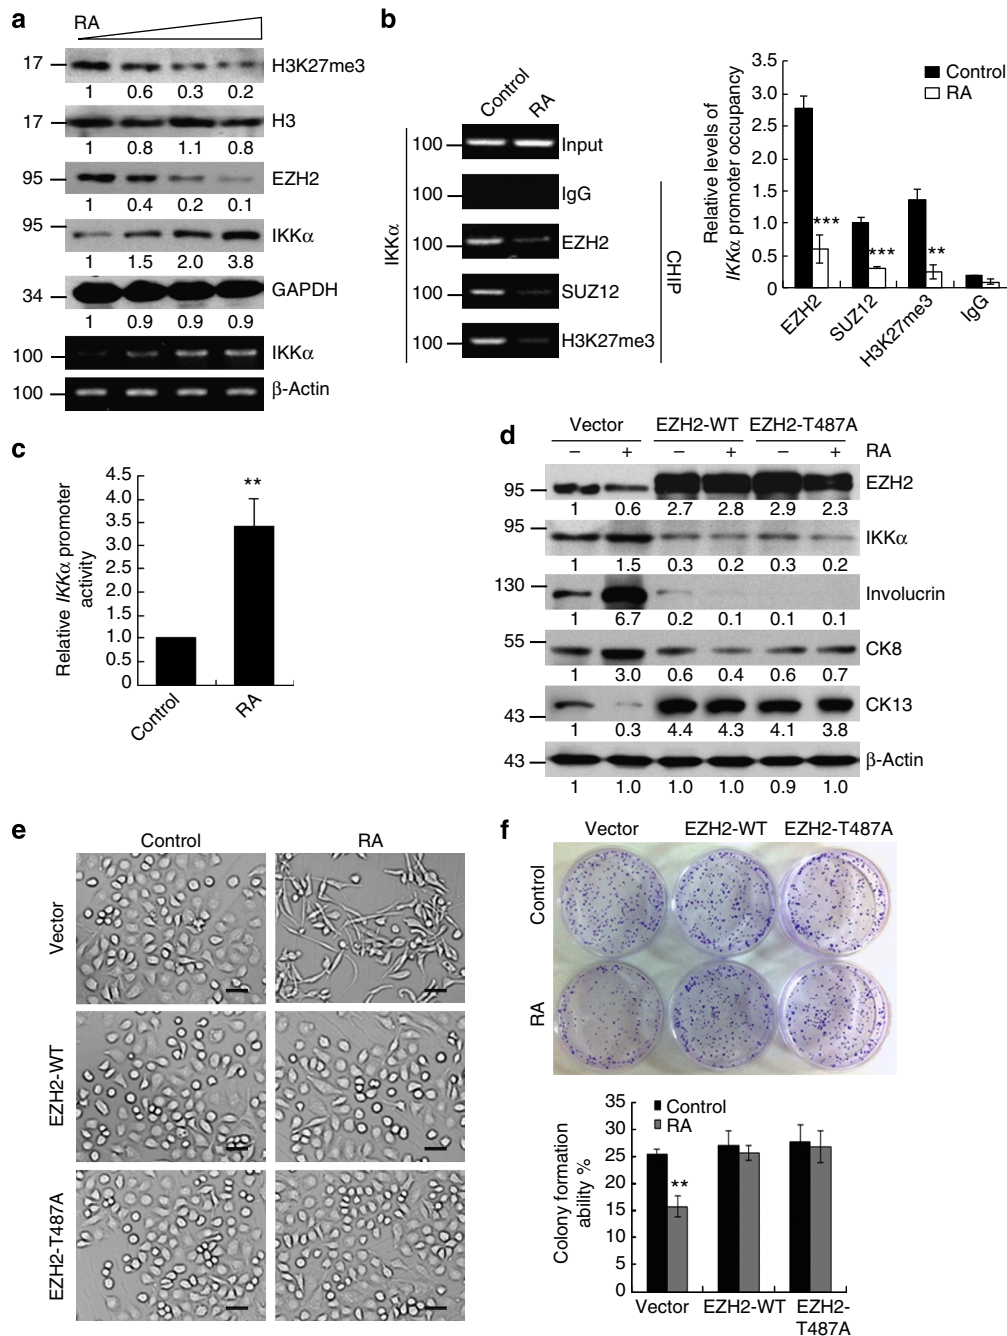 a
RA
17 H3K27me3
1 0.6 0.3 0.2
17 H3
1 0.8 1.1 0.8
95 EZH2
1 0.4 0.2 0.1
95 IKKα
1 1.5 2.0 3.8
34 GAPDH
1 0.9 0.9 0.9
100 IKKα
100 β-Actin
b
Control RA
IKKα
100 Input
100 IgG
100 EZH2
100 SUZ12
100 H3K27me3
CHIP
Relative levels of
IKKα promoter occupancy
3.5
3.0
2.5
2.0
1.5
1.0
0.5
0
Control
RA
*** *** **
EZH2 SUZ12 H3K27me3 IgG
c
Relative IKKα promoter
activity
4.5
4.0
3.5
3.0
2.5
2.0
1.5
1.0
0.5
0
**
Control RA
d
Vector EZH2-WT EZH2-T487A
– + – + – + RA
95 EZH2
1 0.6 2.7 2.8 2.9 2.3
95 IKKα
1 1.5 0.3 0.2 0.3 0.2
130 Involucrin
1 6.7 0.2 0.1 0.1 0.1
55 CK8
1 3.0 0.6 0.4 0.6 0.7
43 CK13
1 0.3 4.4 4.3 4.1 3.8
43 β-Actin
1 1.0 1.0 1.0 0.9 1.0
e
Control RA
Vector
EZH2-WT
EZH2-T487A
f
Vector EZH2-WT EZH2-T487A
Control
RA
Colony formation
ability %
35
30
25
20
15
10
5
0
Control
RA
**
Vector EZH2-WT EZH2-
T487A